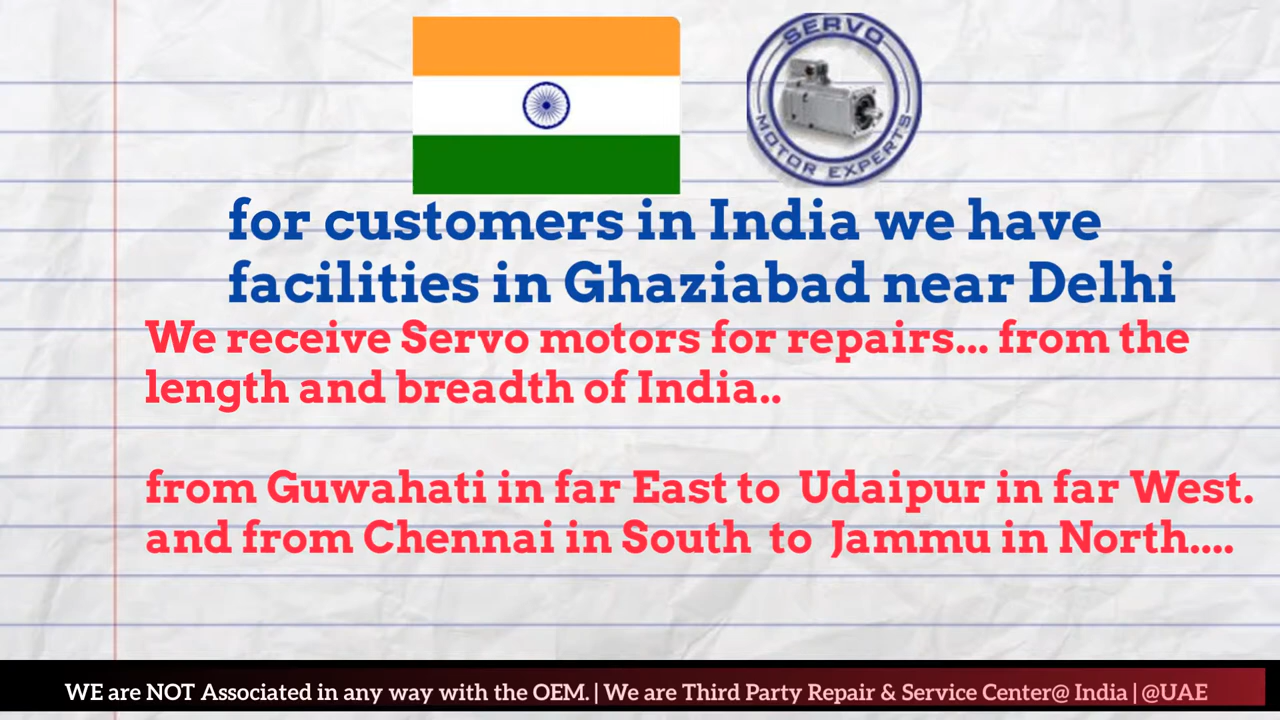 SERVO
MOTOR EXPERTS
for customers in India we have
facilities in Ghaziabad near Delhi
We receive Servo motors for repairs... from the
length and breadth of India..
from Guwahati in far East to Udaipur in far West.
and from Chennai in South to Jammu in North....
WE are NOT Associated in any way with the OEM. | We are Third Party Repair & Service Center@ India | @UAE